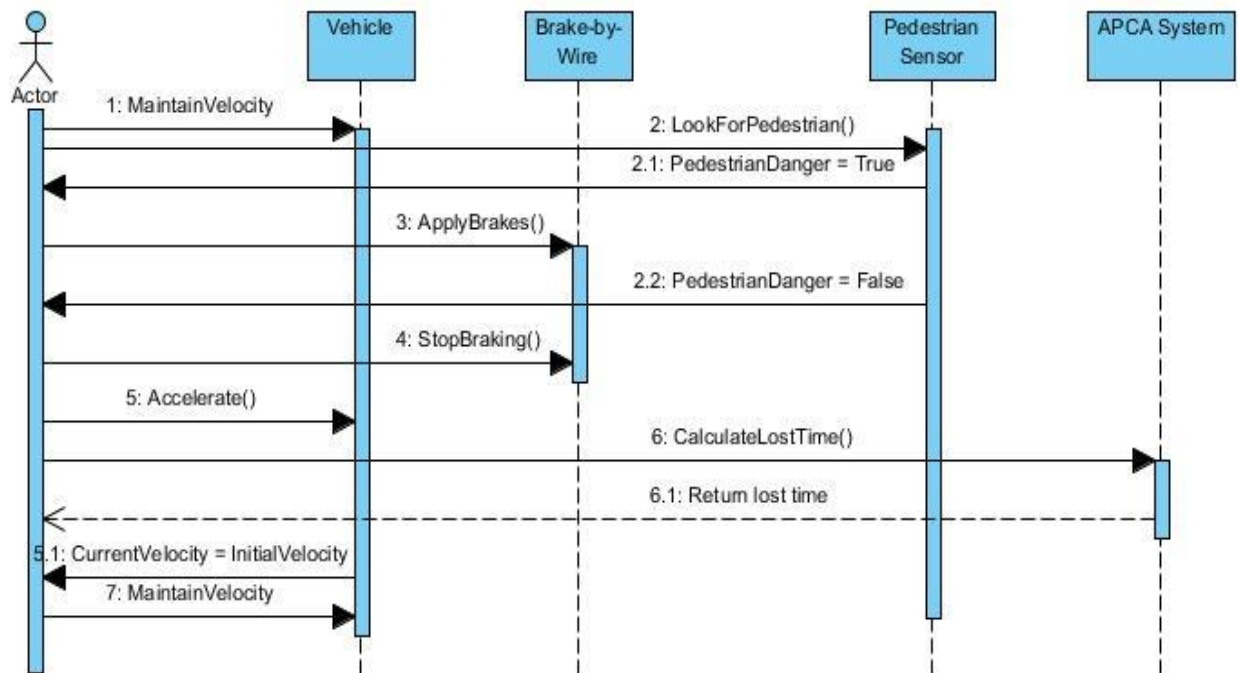 Vehicle
Brake-by-
Wire
Pedestrian
Sensor
APCA System
Actor
1: MaintainVelocity
2: LookForPedestrian()
2.1: PedestrianDanger = True
3: ApplyBrakes()
2.2: PedestrianDanger = False
4: StopBraking()
5: Accelerate()
6: CalculateLostTime()
6.1: Return lost time
5.1: CurrentVelocity = InitialVelocity
7: MaintainVelocity